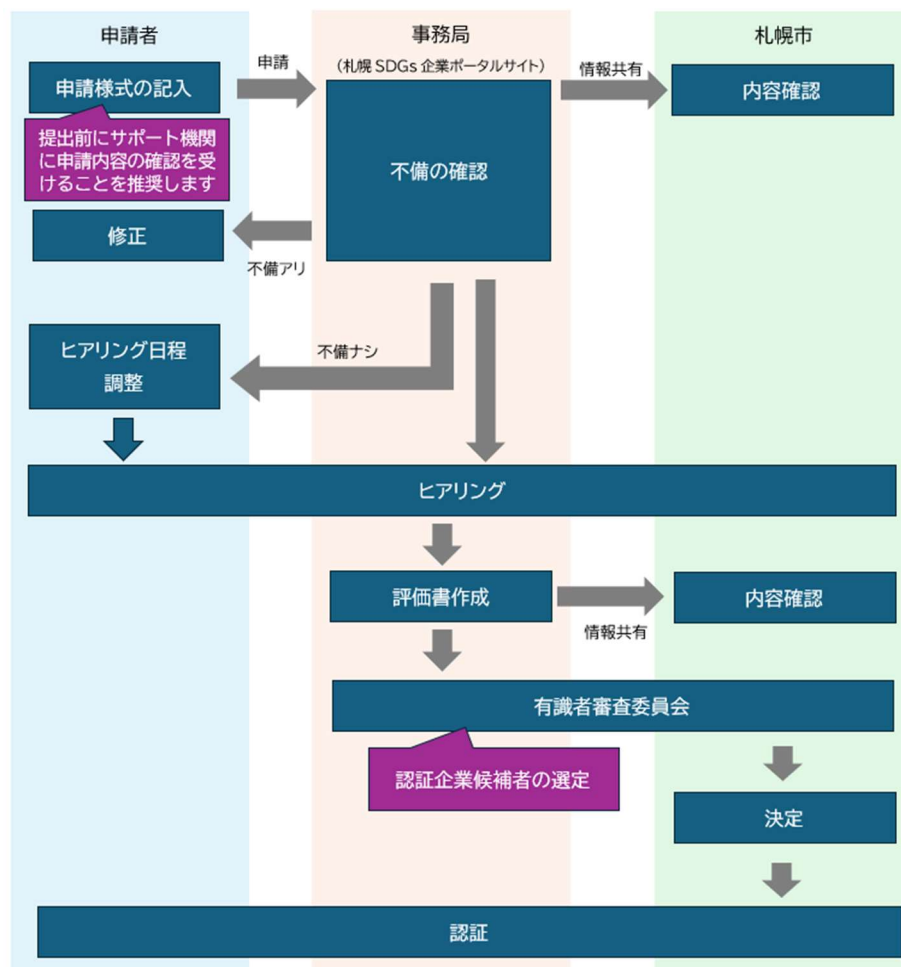 申請者
事務局
札幌市
(札幌 SDGs 企業ポータルサイト)
申請様式の記入
申請
情報共有
内容確認
提出前にサポート機関
に申請内容の確認を受
けることを推奨します
不備の確認
修正
不備アリ
ヒアリング日程
調整
不備ナシ
ヒアリング
評価書作成
情報共有
内容確認
有識者審査委員会
認証企業候補者の選定
決定
認証